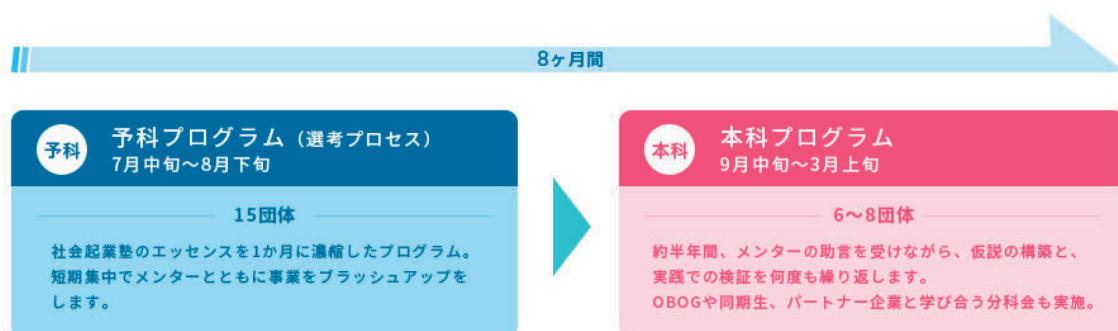 8ヶ月間
予科
予科プログラム（選考プロセス）
7月中旬～8月下旬
15団体
社会起業塾のエッセンスを1か月に濃縮したプログラム。
短期集中でメンターとともに事業をブラッシュアップを
します。
本科
本科プログラム
9月中旬～3月上旬
6～8団体
約半年間、メンターの助言を受けながら、仮説の構築と、
実践での検証を何度も繰り返します。
OBOGや同期生、パートナー企業と学び合う分科会も実施。